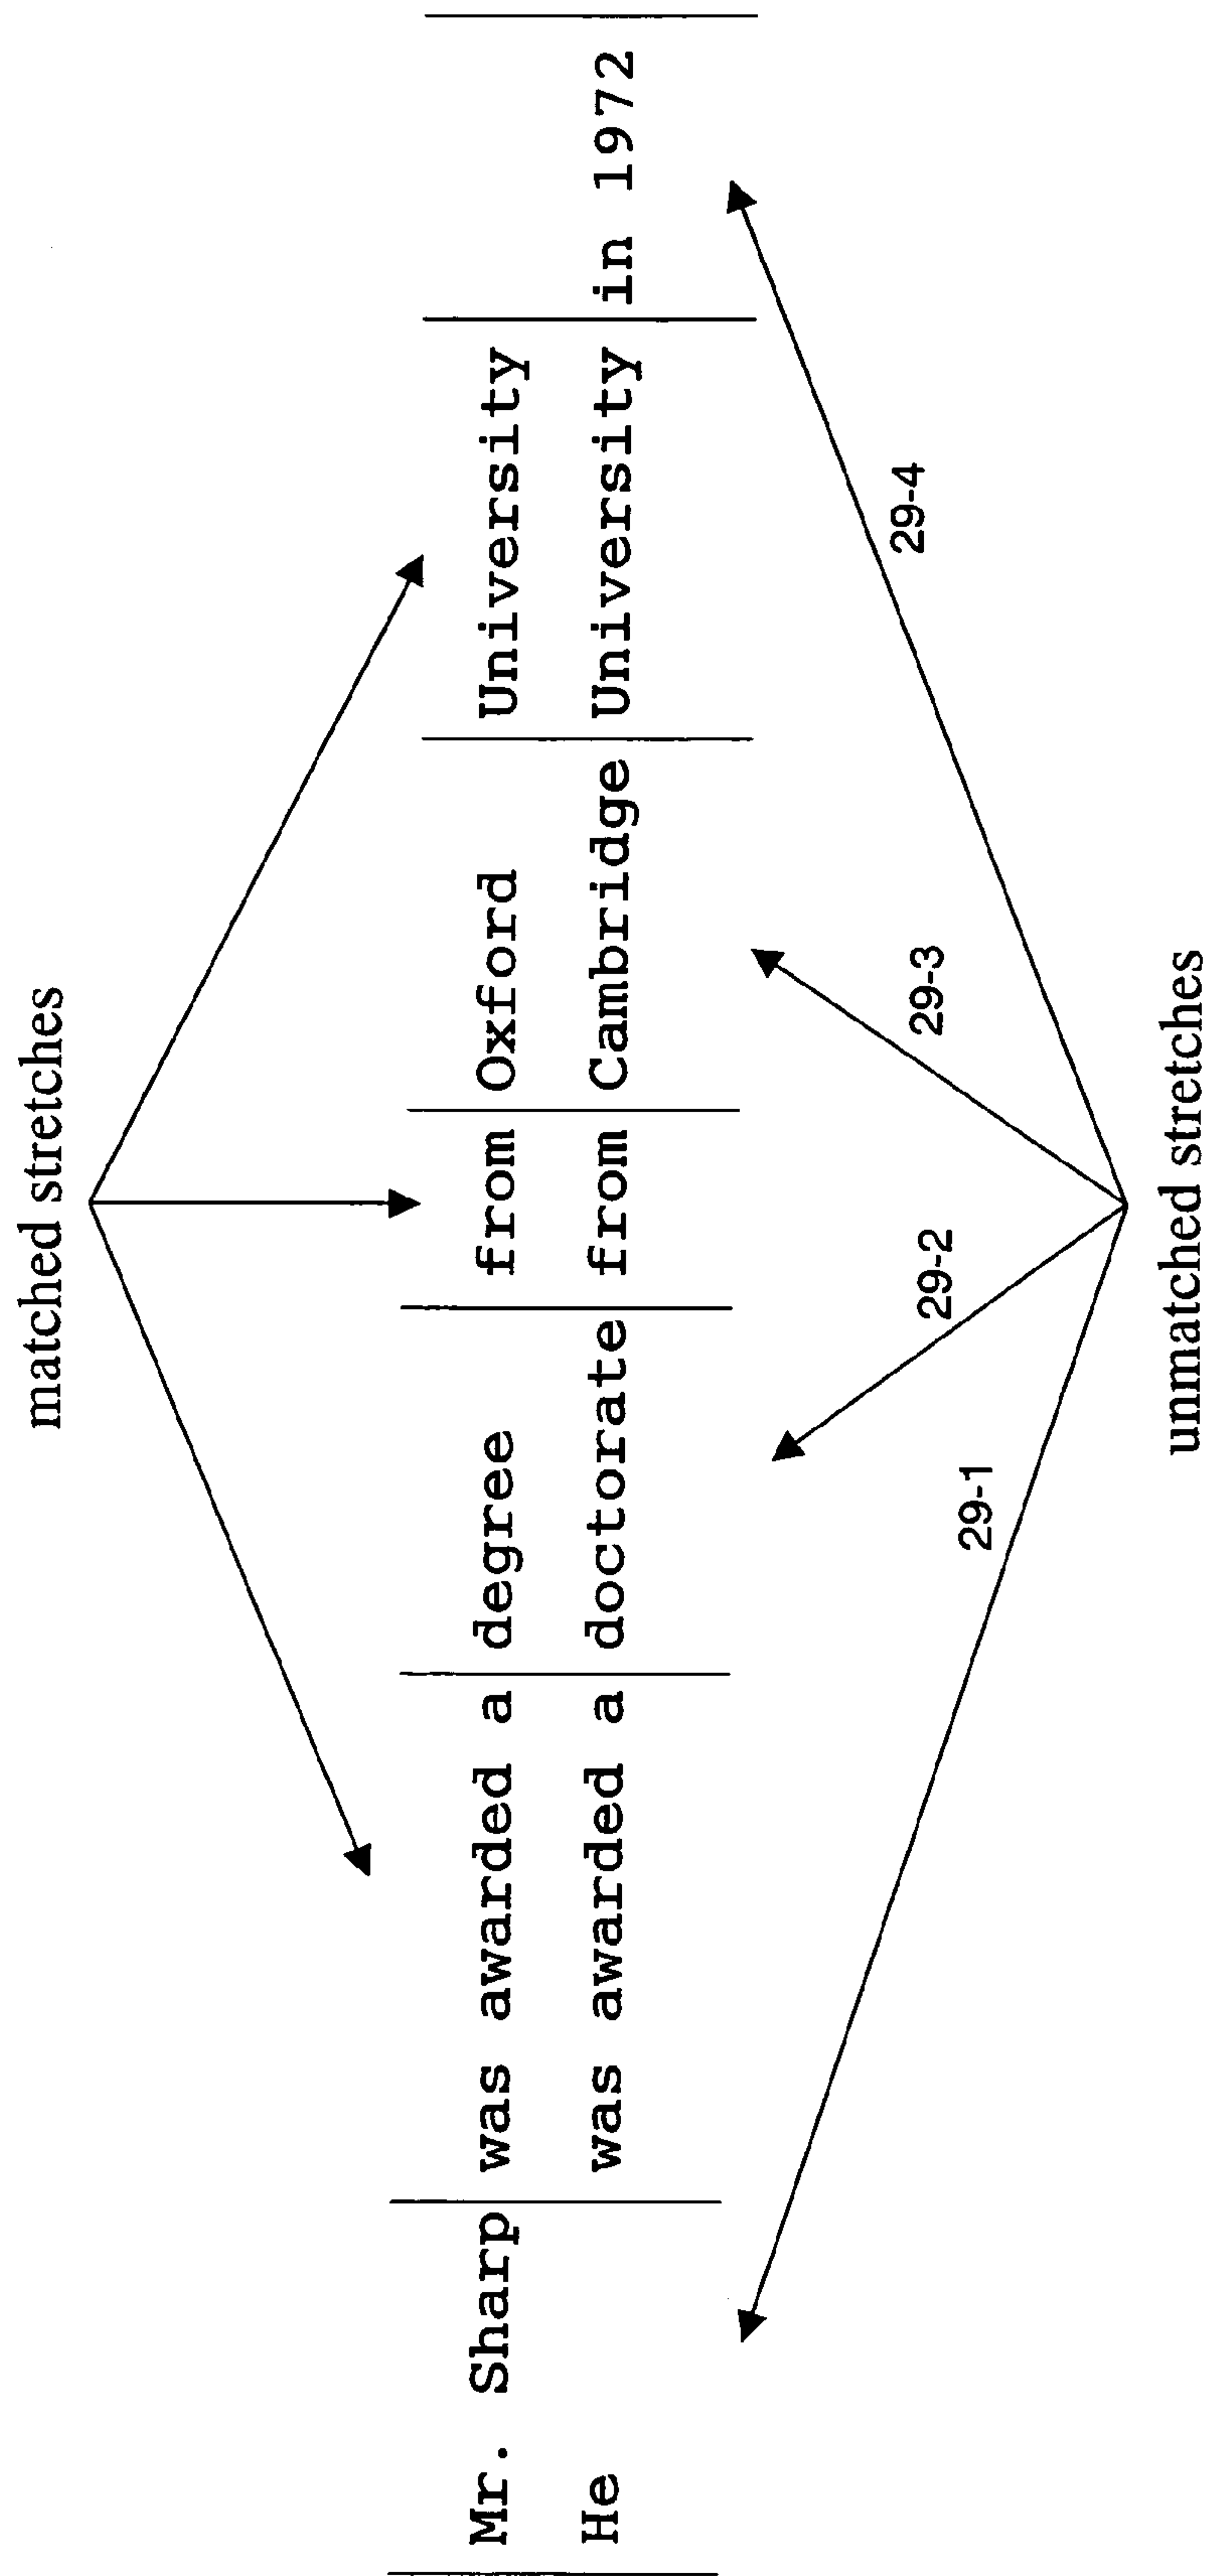 matched stretches
Mr. Sharp was awarded a degree from Oxford University
He was awarded a doctorate from Cambridge University in 1972
29-1 29-2 29-3 29-4
unmatched stretches